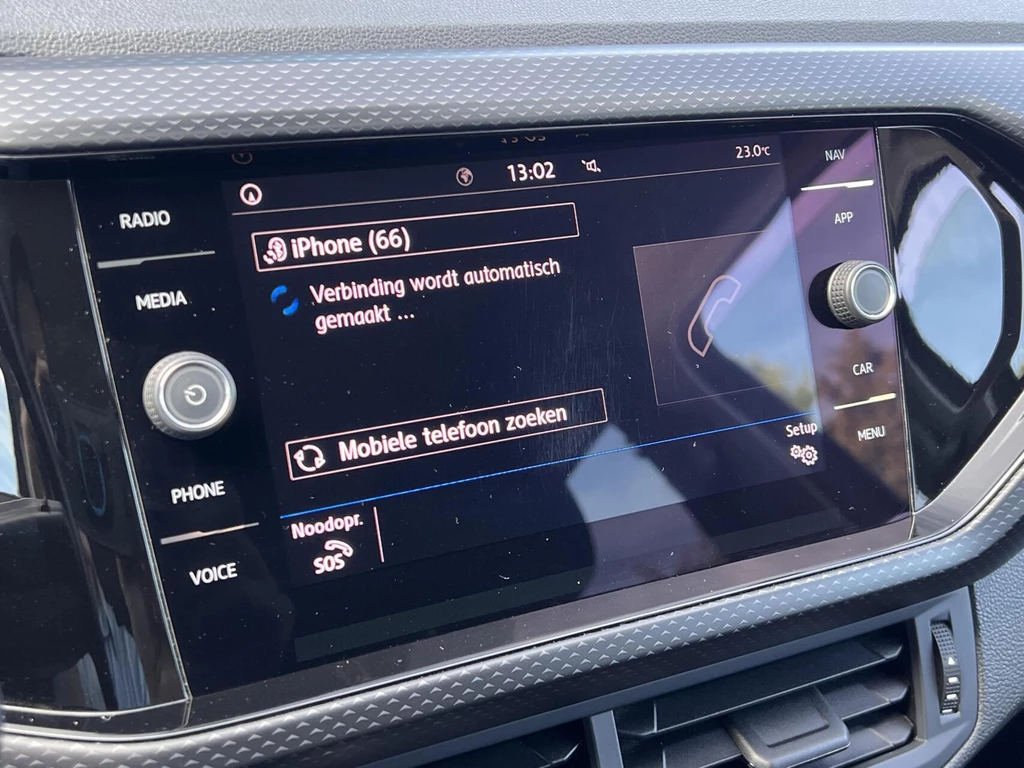 13:02
23.0°C
NAV
RADIO
APP
iPhone (66)
MEDIA
Verbinding wordt automatisch
gemaakt ...
CAR
Mobiele telefoon zoeken
Setup
MENU
PHONE
Noodopr.
SOS
VOICE